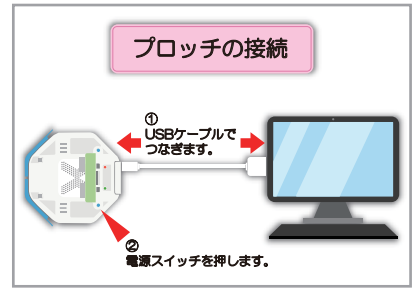 プロッチの接続
①
USBケーブルで
つなぎます。
②
電源スイッチを押します。